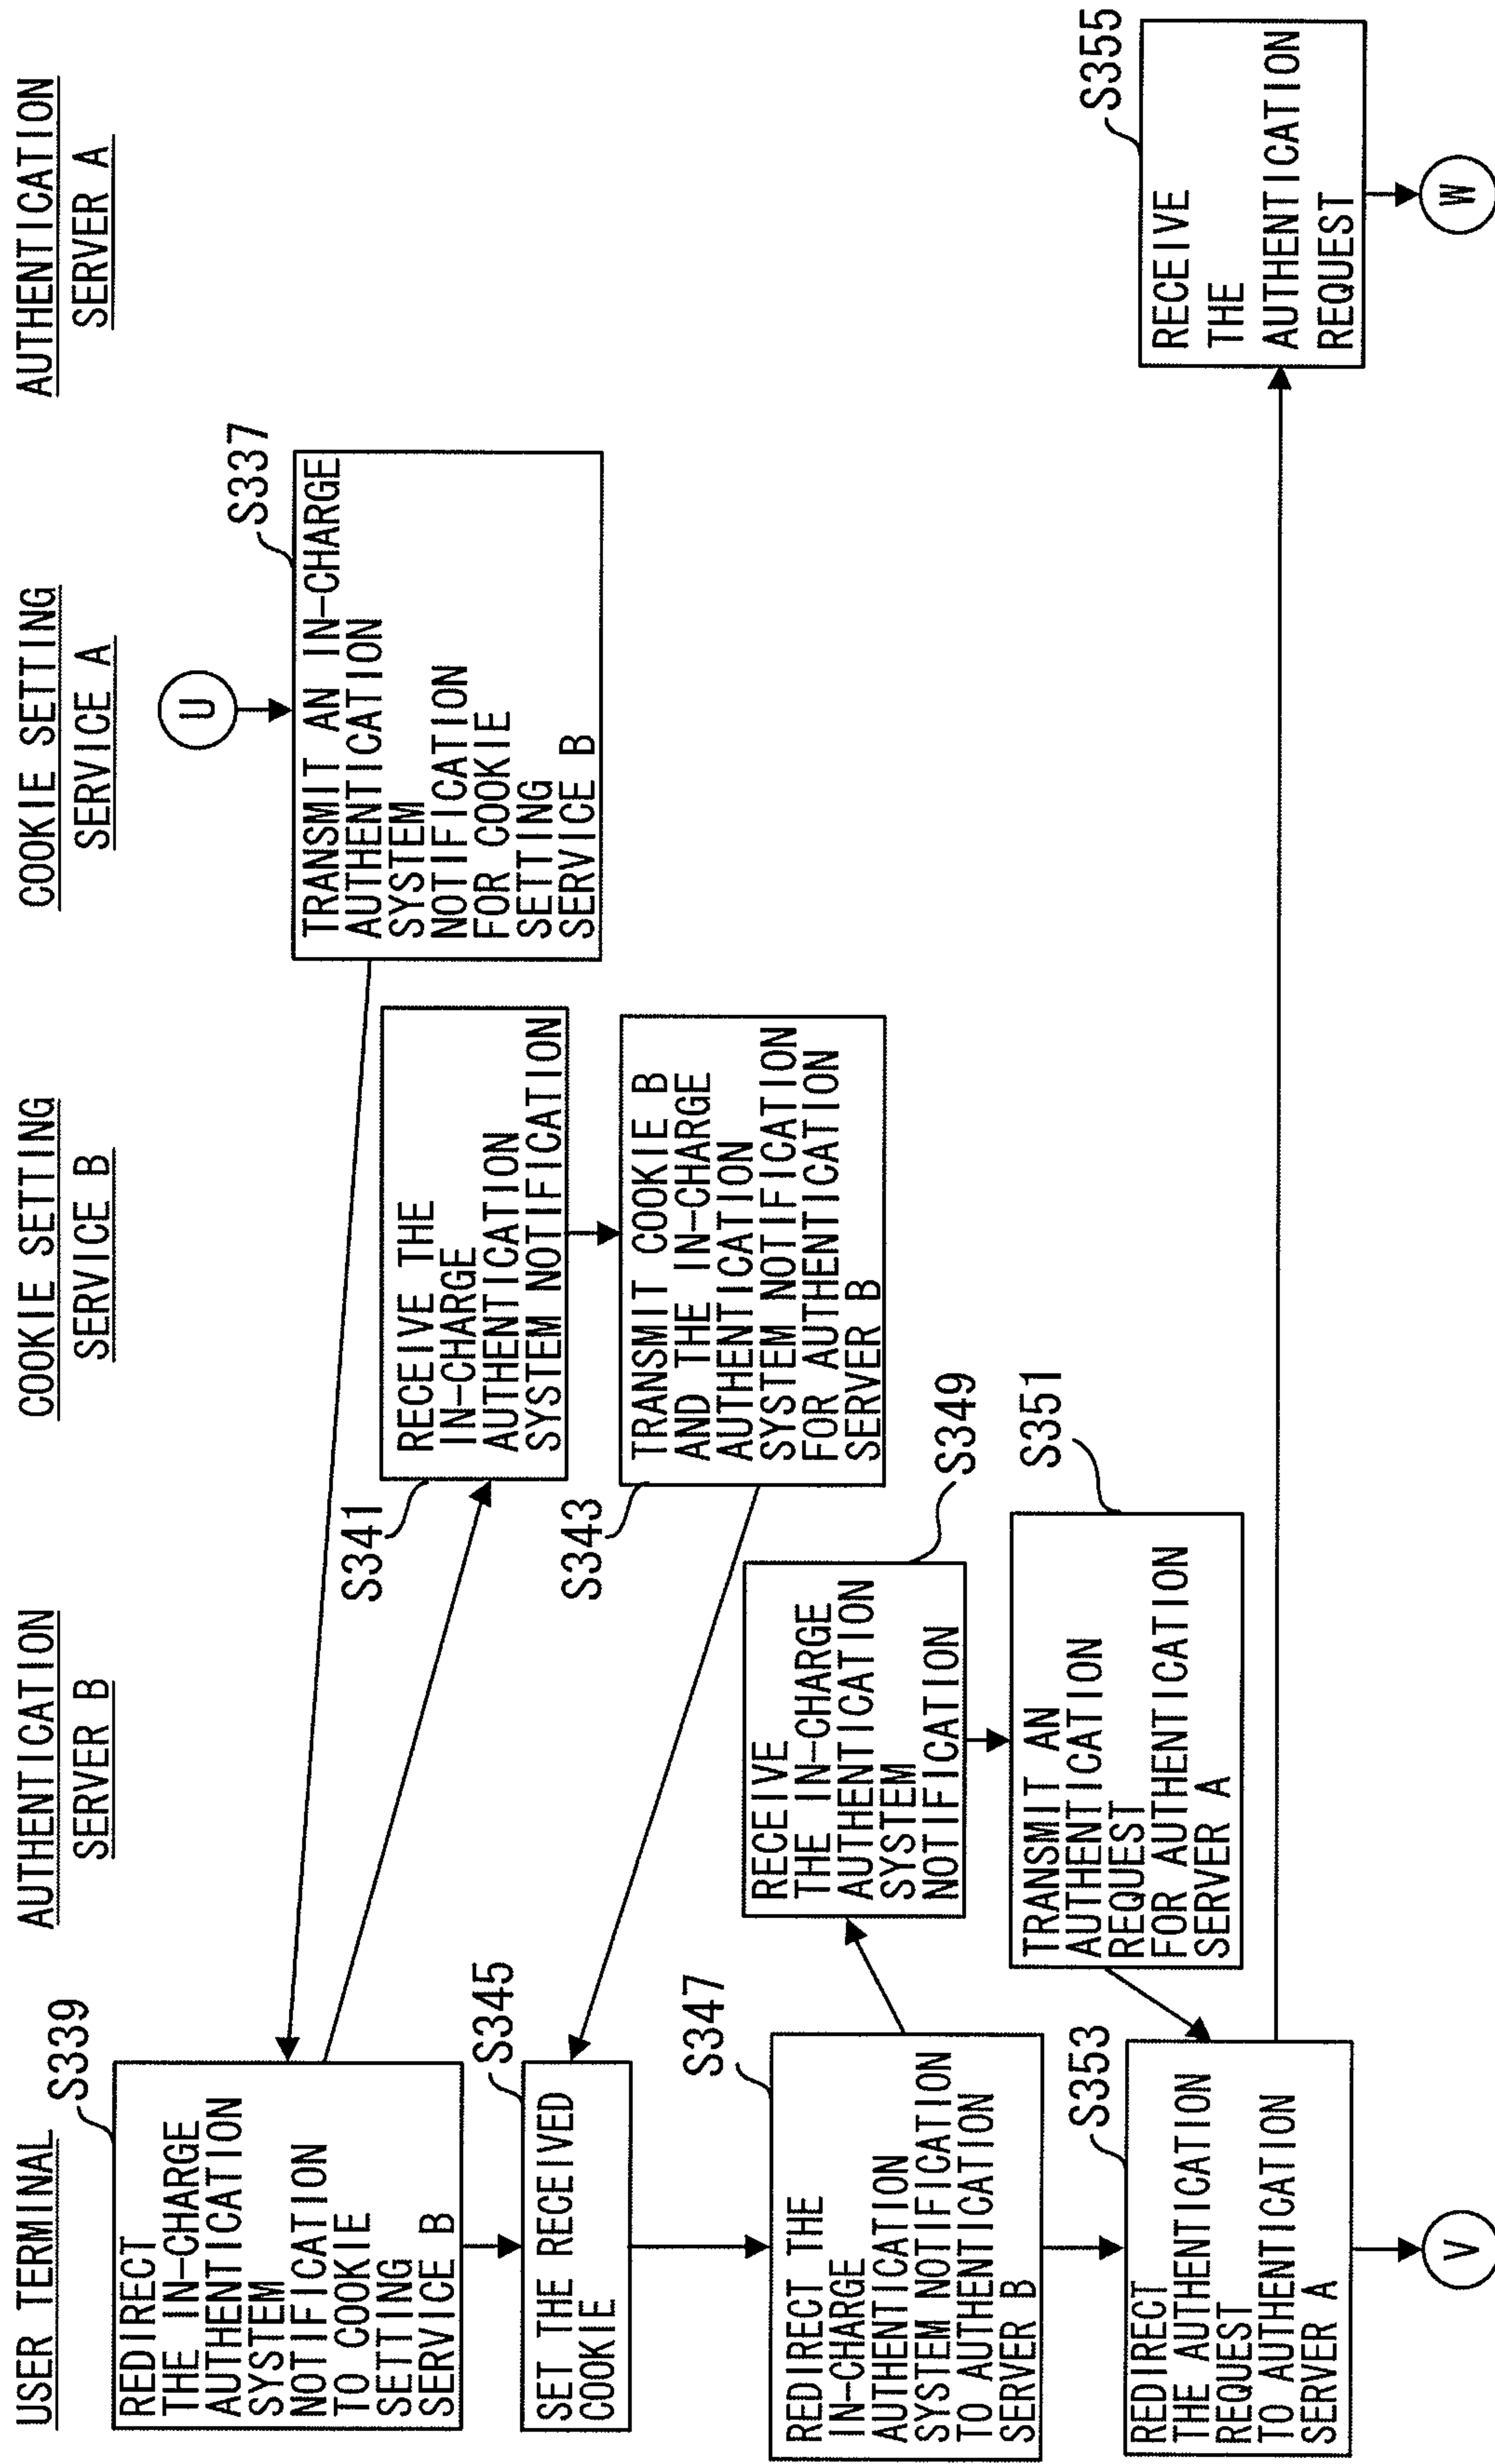 USER TERMINAL
AUTHENTICATION
SERVER B
COOKIE SETTING
SERVICE B
COOKIE SETTING
SERVICE A
AUTHENTICATION
SERVER A
U
S337
TRANSMIT AN IN-CHARGE
AUTHENTICATION
SYSTEM
NOTIFICATION
FOR COOKIE
SETTING
SERVICE B
S339
REDIRECT
THE IN-CHARGE
AUTHENTICATION
SYSTEM
NOTIFICATION
TO COOKIE
SETTING
SERVICE B
S341
RECEIVE THE
IN-CHARGE
AUTHENTICATION
SYSTEM NOTIFICATION
S343
TRANSMIT COOKIE B
AND THE IN-CHARGE
AUTHENTICATION
SYSTEM NOTIFICATION
FOR AUTHENTICATION
SERVER B
S345
SET THE RECEIVED
COOKIE
S347
REDIRECT THE
IN-CHARGE
AUTHENTICATION
SYSTEM NOTIFICATION
TO AUTHENTICATION
SERVER B
S349
RECEIVE
THE IN-CHARGE
AUTHENTICATION
SYSTEM
NOTIFICATION
S351
TRANSMIT AN
AUTHENTICATION
REQUEST
FOR AUTHENTICATION
SERVER A
S353
REDIRECT
THE AUTHENTICATION
REQUEST
TO AUTHENTICATION
SERVER A
S355
RECEIVE
THE
AUTHENTICATION
REQUEST
V
W